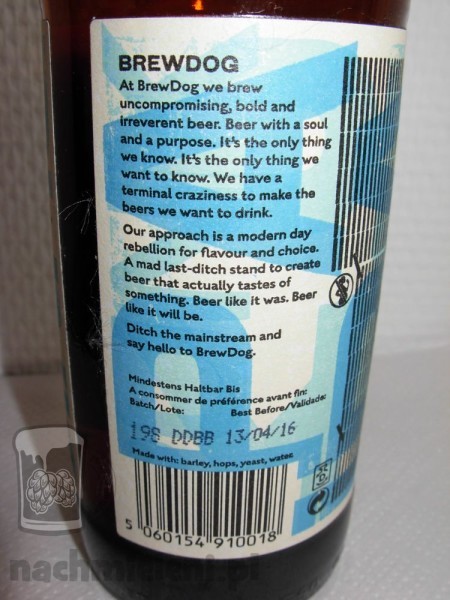 BREWDOG
At BrewDog we brew
uncompromising, bold and
irreverent beer. Beer with a soul
and a purpose. It's the only thing
we know. It's the only thing we
want to know. We have a
terminal craziness to make the
beers we want to drink.
Our approach is a modern day
rebellion for flavour and choice.
A mad last-ditch stand to create
beer that actually tastes of
something. Beer like it was. Beer
like it will be.
Ditch the mainstream and
say hello to BrewDog.
Mindestens Haltbar Bis
A consommer de préférence avant fin:
Batch/Lote: Best Before/Validade:
198 DDBB 13/04/16
Made with: barley, hops, yeast, water.
5 060154 910018
nachmieleni.pl